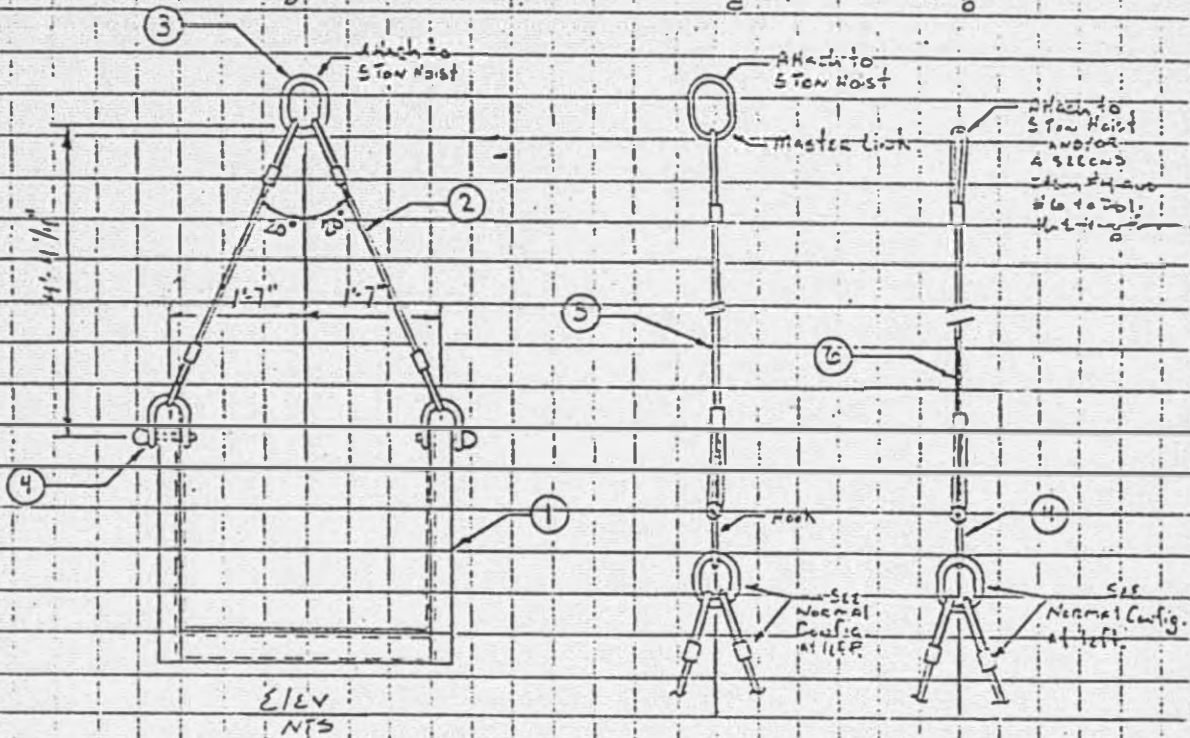 3
Attach to
5 Ton Hoist
2
20° 20°
1'-7" 1'-7"
4
1
Elev
NTS
Attach to
5 Ton Hoist
Master Link
5
Hook
See
Normal
Config.
at left.
Attach to
5 Ton Hoist
AND/OR
A SECOND
See
Normal Config.
at left.